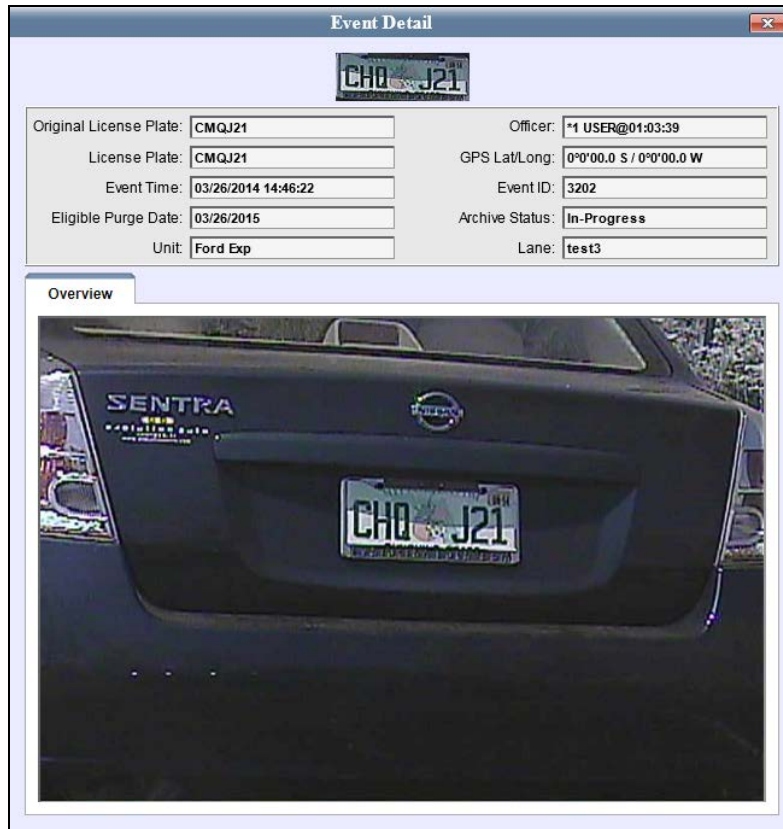 Event Detail
CHQ J21
Original License Plate: CMQJ21
Officer: *1 USER@01:03:39
License Plate: CMQJ21
GPS Lat/Long: 0°0'00.0 S / 0°0'00.0 W
Event Time: 03/26/2014 14:46:22
Event ID: 3202
Eligible Purge Date: 03/26/2015
Archive Status: In-Progress
Unit: Ford Exp
Lane: test3
Overview
SENTRA
NISSAN
evolution auto
CHQ J21